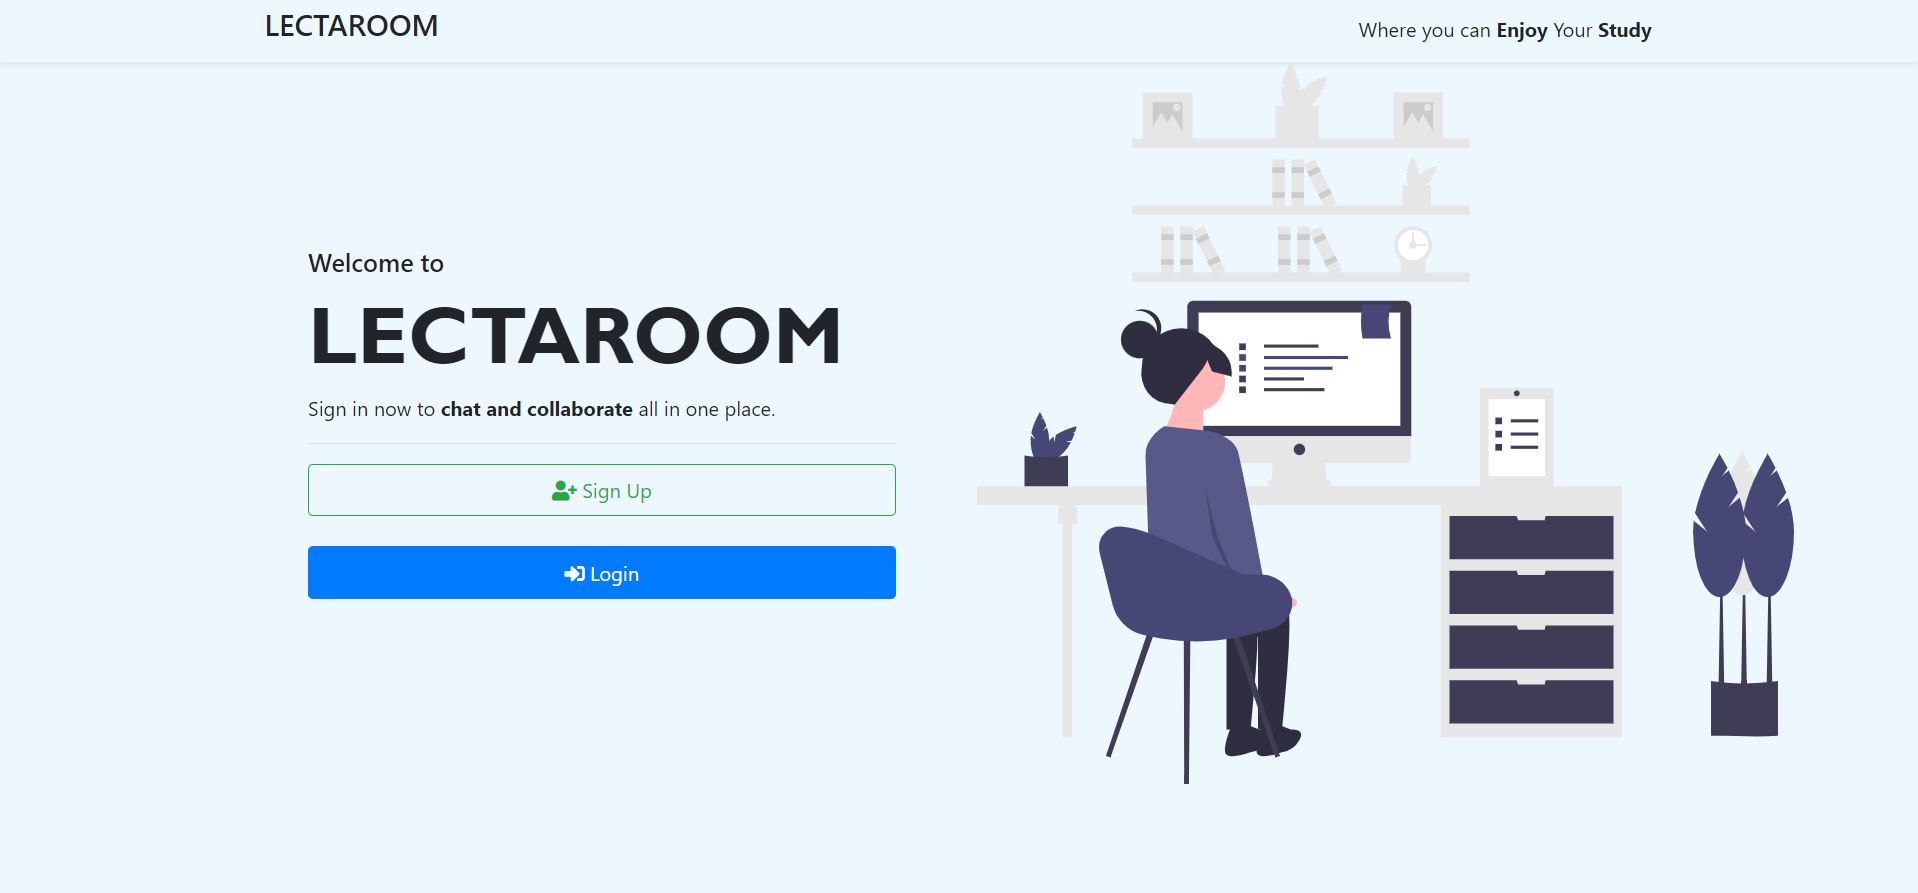 LECTAROOM
Where you can Enjoy Your Study
Welcome to
LECTAROOM
Sign in now to chat and collaborate all in one place.
Sign Up
Login